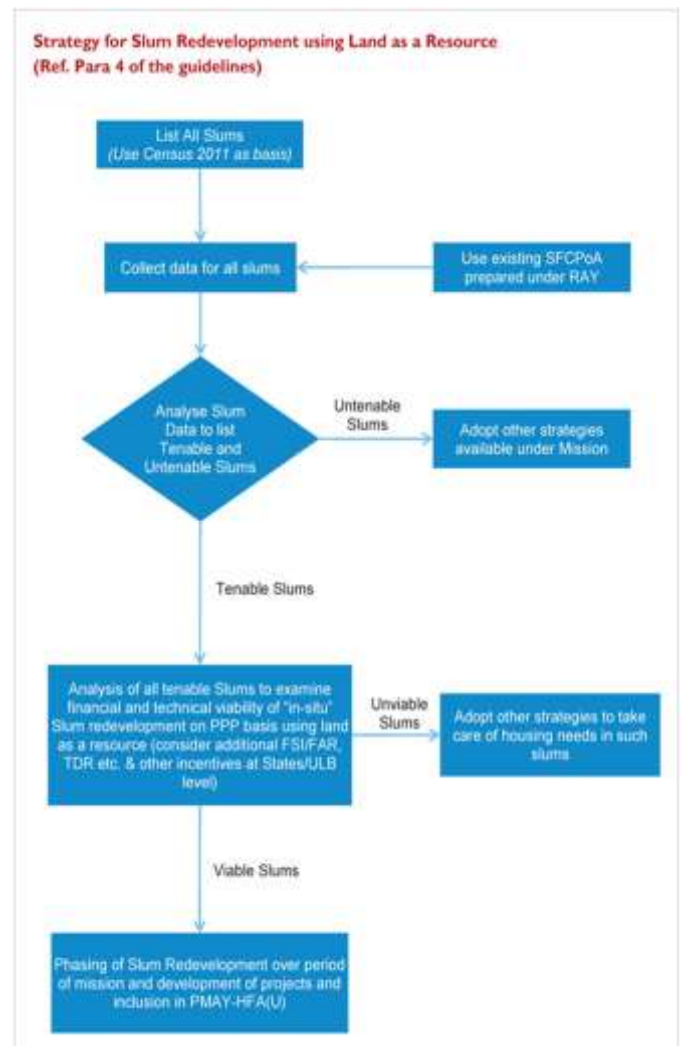 Strategy for Slum Redevelopment using Land as a Resource
(Ref. Para 4 of the guidelines)
List All Slums
(Use Census 2011 as basis)
Collect data for all slums
Use existing SFCPoA
prepared under RAY
Analyse Slum
Data to list
Tenable and
Untenable Slums
Untenable
Slums
Adopt other strategies
available under Mission
Tenable Slums
Analysis of all tenable Slums to examine
financial and technical viability of "in-situ"
Slum redevelopment on PPP basis using land
as a resource (consider additional FSI/FAR,
TDR etc. & other incentives at States/ULB
level)
Unviable
Slums
Adopt other strategies to take
care of housing needs in such
slums
Viable Slums
Phasing of Slum Redevelopment over period
of mission and development of projects and
inclusion in PMAY-HFA(U)